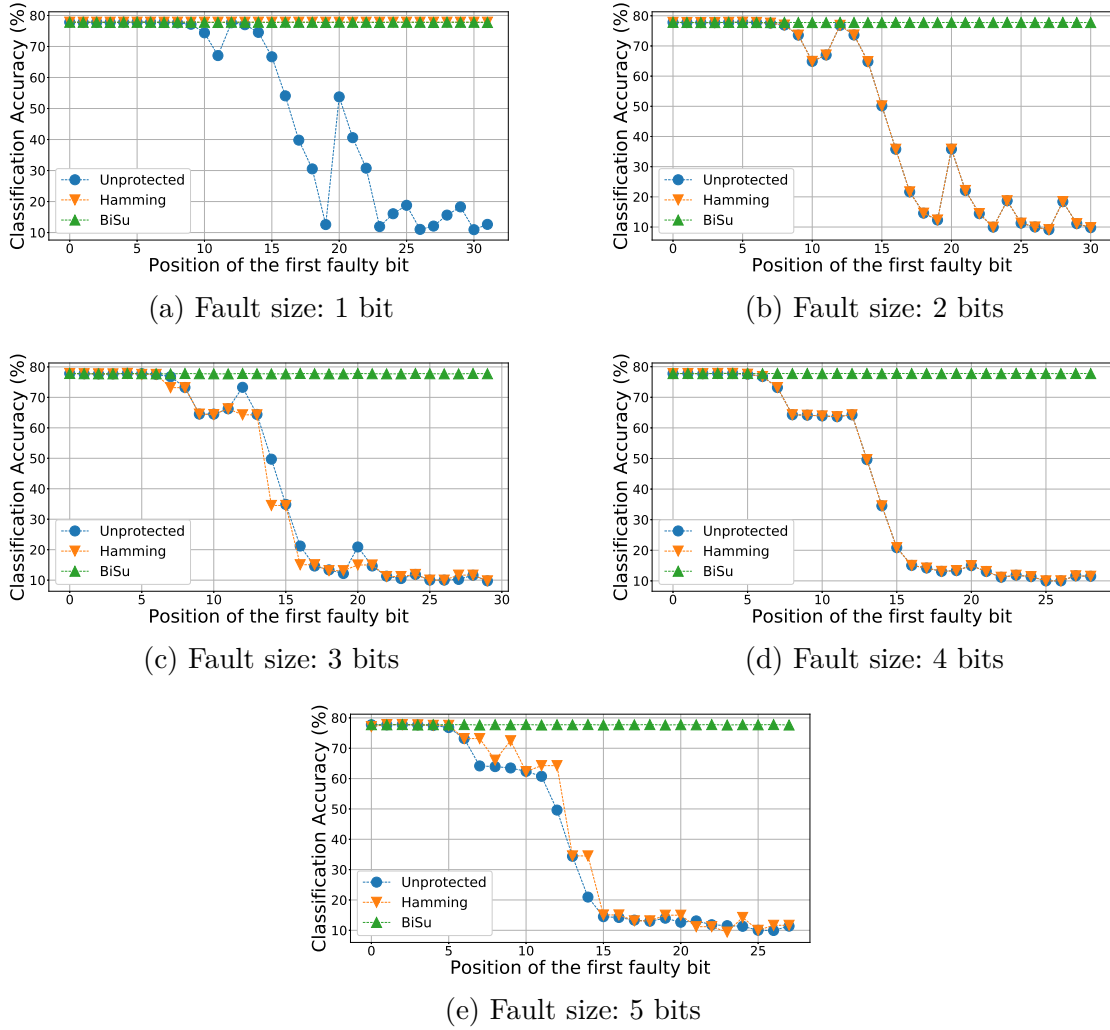 Classification Accuracy (%)
80
70
60
50
40
30
20
10
Unprotected
Hamming
BiSu
0 5 10 15 20 25 30
Position of the first faulty bit
(a) Fault size: 1 bit
Classification Accuracy (%)
80
70
60
50
40
30
20
10
Unprotected
Hamming
BiSu
0 5 10 15 20 25 30
Position of the first faulty bit
(b) Fault size: 2 bits
Classification Accuracy (%)
80
70
60
50
40
30
20
10
Unprotected
Hamming
BiSu
0 5 10 15 20 25 30
Position of the first faulty bit
(c) Fault size: 3 bits
Classification Accuracy (%)
80
70
60
50
40
30
20
10
Unprotected
Hamming
BiSu
0 5 10 15 20 25
Position of the first faulty bit
(d) Fault size: 4 bits
Classification Accuracy (%)
80
70
60
50
40
30
20
10
Unprotected
Hamming
BiSu
0 5 10 15 20 25
Position of the first faulty bit
(e) Fault size: 5 bits